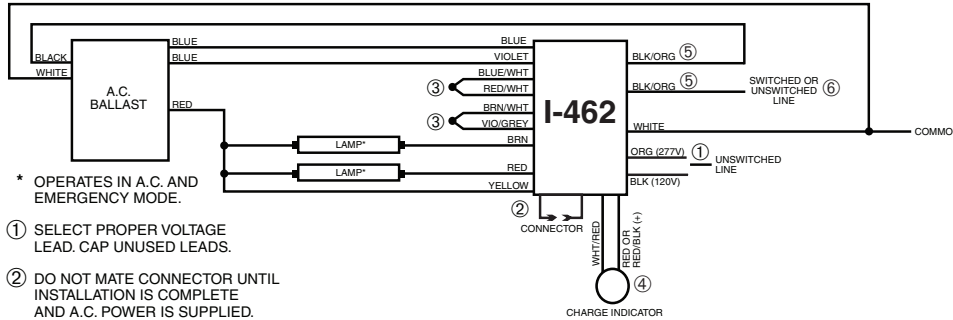 BLACK
WHITE
A.C.
BALLAST
BLUE
BLUE
RED
BLUE
VIOLET
BLUE/WHT
③ RED/WHT
BRN/WHT
③ VIO/GREY
BRN
LAMP*
RED
LAMP*
YELLOW
I-462
BLK/ORG ⑤
BLK/ORG ⑤
SWITCHED OR
UNSWITCHED ⑥
LINE
WHITE
COMMO
ORG (277V) ①
UNSWITCHED
LINE
BLK (120V)
②
CONNECTOR
WHT/RED
RED OR
RED/BLK (+)
④
CHARGE INDICATOR
* OPERATES IN A.C. AND
EMERGENCY MODE.
① SELECT PROPER VOLTAGE
LEAD. CAP UNUSED LEADS.
② DO NOT MATE CONNECTOR UNTIL
INSTALLATION IS COMPLETE
AND A.C. POWER IS SUPPLIED.